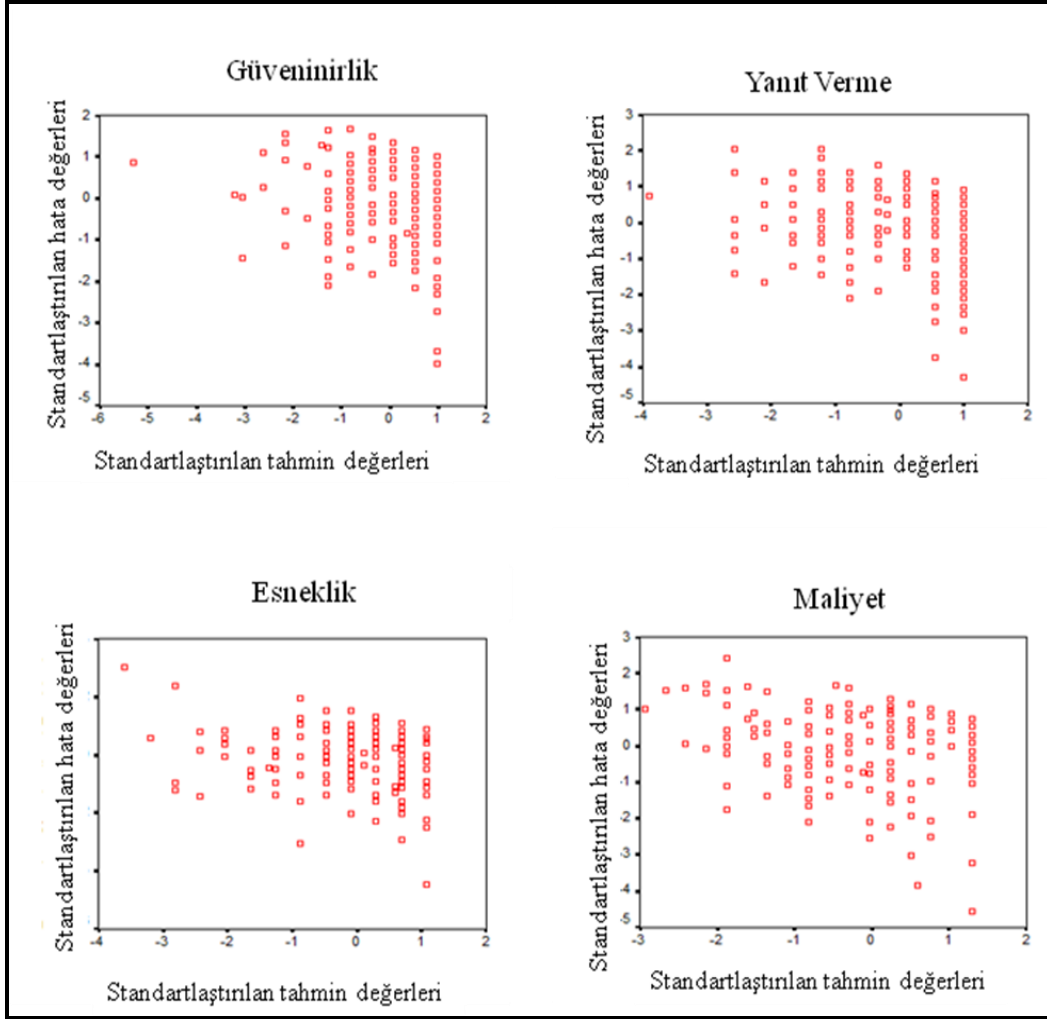 Güveninirlik
Standartlaştırılan hata değerleri
2
1
0
-1
-2
-3
-4
-5
-6 -5 -4 -3 -2 -1 0 1 2
Standartlaştırılan tahmin değerleri
Yanıt Verme
Standartlaştırılan hata değerleri
3
2
1
0
-1
-2
-3
-4
-5
-4 -3 -2 -1 0 1 2
Standartlaştırılan tahmin değerleri
Esneklik
Standartlaştırılan hata değerleri
-4 -3 -2 -1 0 1 2
Standartlaştırılan tahmin değerleri
Maliyet
Standartlaştırılan hata değerleri
3
2
1
0
-1
-2
-3
-4
-5
-3 -2 -1 0 1 2
Standartlaştırılan tahmin değerleri